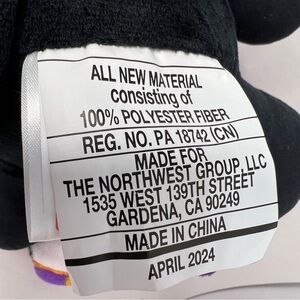 ALL NEW MATERIAL
consisting of
100% POLYESTER FIBER
REG. NO. PA 18742 (CN)
MADE FOR
THE NORTHWEST GROUP, LLC
1535 WEST 139TH STREET
GARDENA, CA 90249
MADE IN CHINA
APRIL 2024